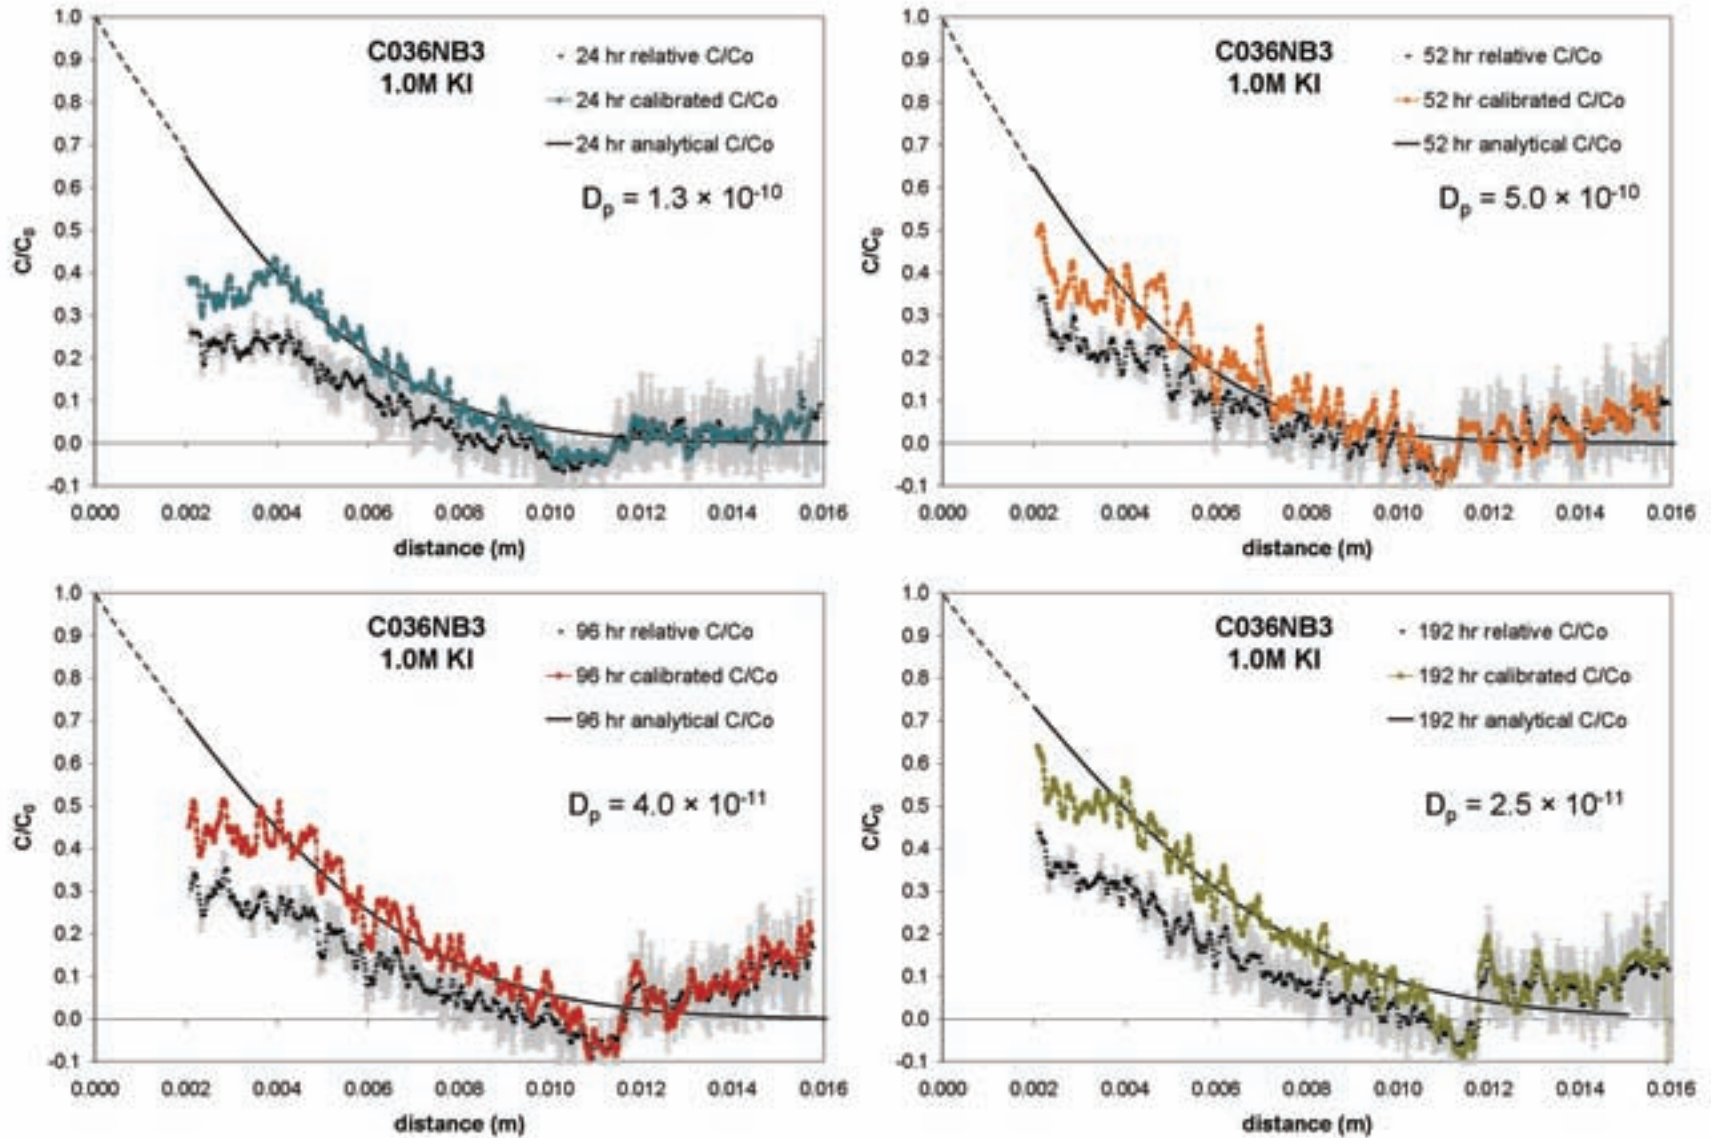 C036NB3
1.0M KI
24 hr relative C/Co
24 hr calibrated C/Co
24 hr analytical C/Co
Dp = 1.3 × 10-10
C/C0
1.0
0.9
0.8
0.7
0.6
0.5
0.4
0.3
0.2
0.1
0.0
-0.1
0.000 0.002 0.004 0.006 0.008 0.010 0.012 0.014 0.016
distance (m)
C036NB3
1.0M KI
52 hr relative C/Co
52 hr calibrated C/Co
52 hr analytical C/Co
Dp = 5.0 × 10-10
C/C0
1.0
0.9
0.8
0.7
0.6
0.5
0.4
0.3
0.2
0.1
0.0
-0.1
0.000 0.002 0.004 0.006 0.008 0.010 0.012 0.014 0.016
distance (m)
C036NB3
1.0M KI
96 hr relative C/Co
96 hr calibrated C/Co
96 hr analytical C/Co
Dp = 4.0 × 10-11
C/C0
1.0
0.9
0.8
0.7
0.6
0.5
0.4
0.3
0.2
0.1
0.0
-0.1
0.000 0.002 0.004 0.006 0.008 0.010 0.012 0.014 0.016
distance (m)
C036NB3
1.0M KI
192 hr relative C/Co
192 hr calibrated C/Co
192 hr analytical C/Co
Dp = 2.5 × 10-11
C/C0
1.0
0.9
0.8
0.7
0.6
0.5
0.4
0.3
0.2
0.1
0.0
-0.1
0.000 0.002 0.004 0.006 0.008 0.010 0.012 0.014 0.016
distance (m)